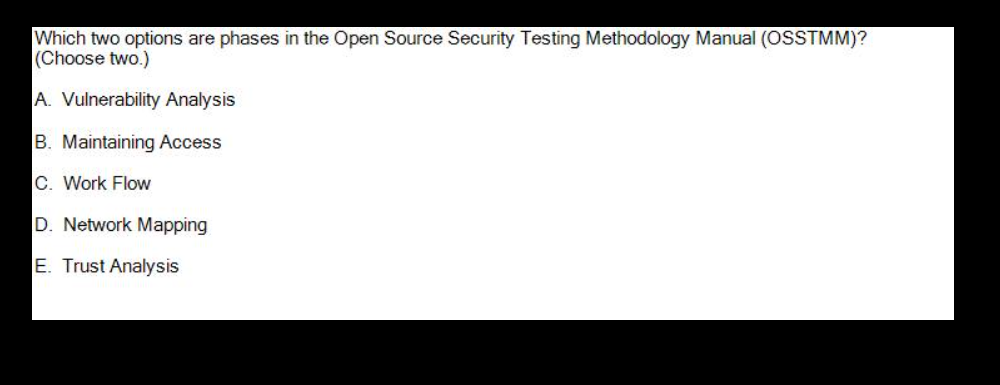 Which two options are phases in the Open Source Security Testing Methodology Manual (OSSTMM)?
(Choose two.)
A. Vulnerability Analysis
B. Maintaining Access
C. Work Flow
D. Network Mapping
E. Trust Analysis